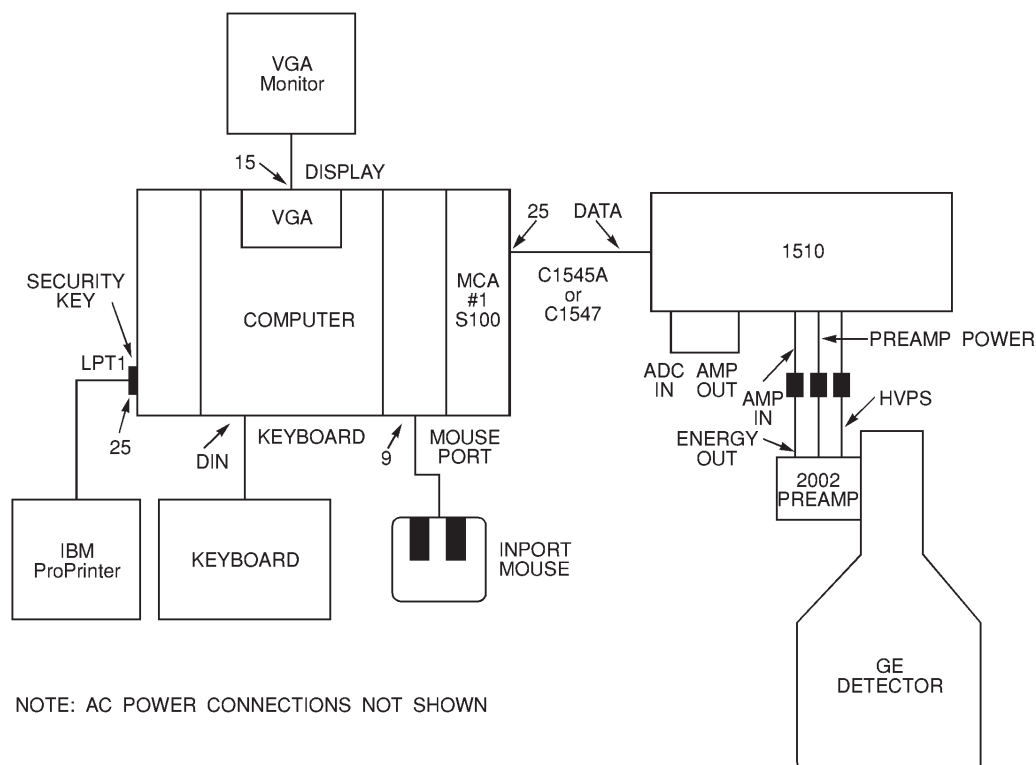 VGA
Monitor
15
DISPLAY
VGA
25
DATA
1510
SECURITY
KEY
COMPUTER
MCA
#1
S100
C1545A
or
C1547
LPT1
PREAMP POWER
ADC
IN
AMP
OUT
AMP
IN
HVPS
25
DIN
KEYBOARD
9
MOUSE
PORT
ENERGY
OUT
2002
PREAMP
IBM
ProPrinter
KEYBOARD
INPORT
MOUSE
GE
DETECTOR
NOTE: AC POWER CONNECTIONS NOT SHOWN